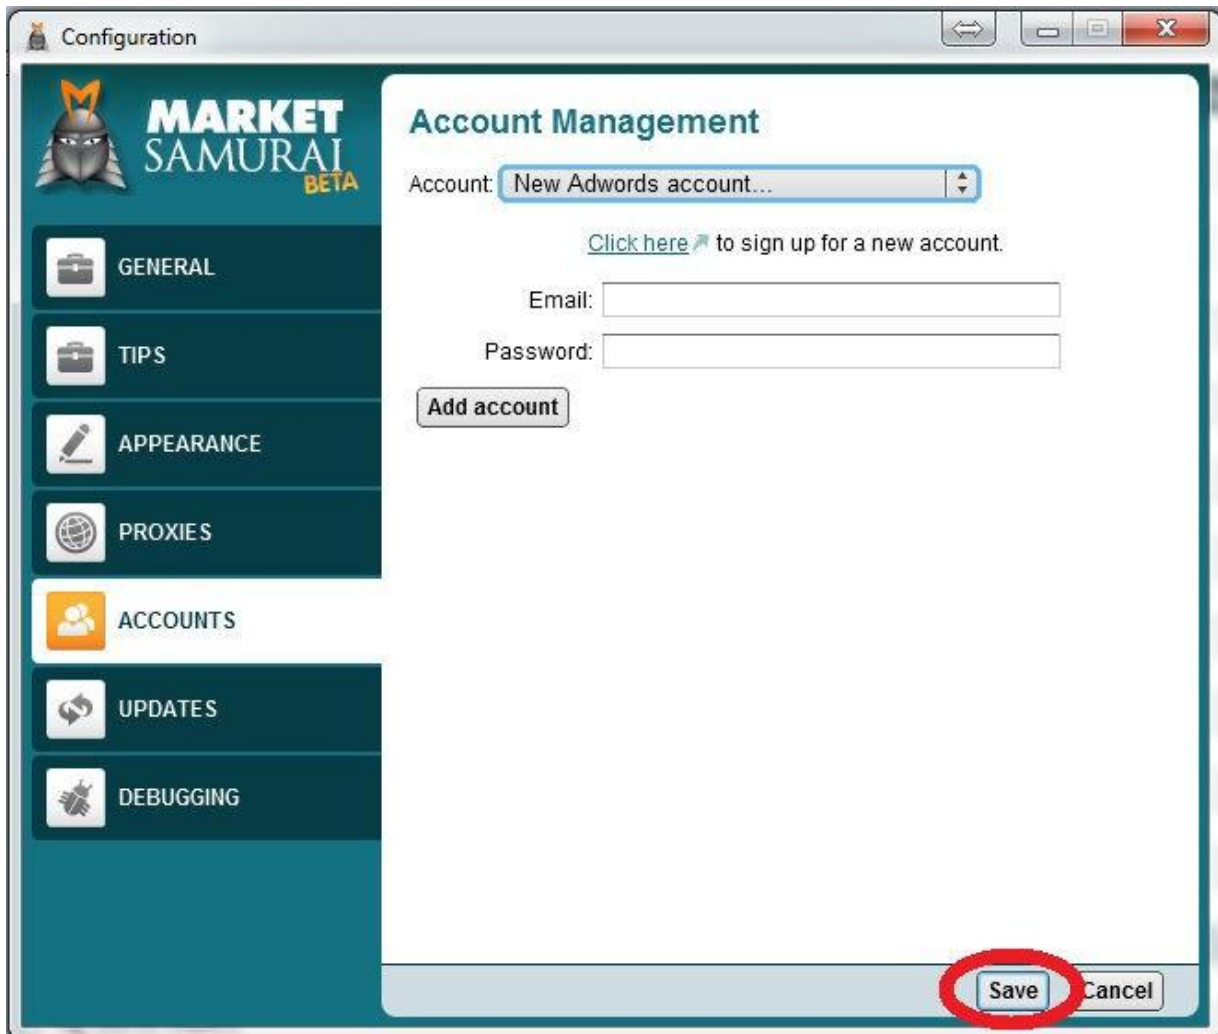 Configuration
MARKET
SAMURAI
BETA
GENERAL
TIPS
APPEARANCE
PROXIES
ACCOUNTS
UPDATES
DEBUGGING
Account Management
Account: New Adwords account...
Click here to sign up for a new account.
Email:
Password:
Add account
Save Cancel